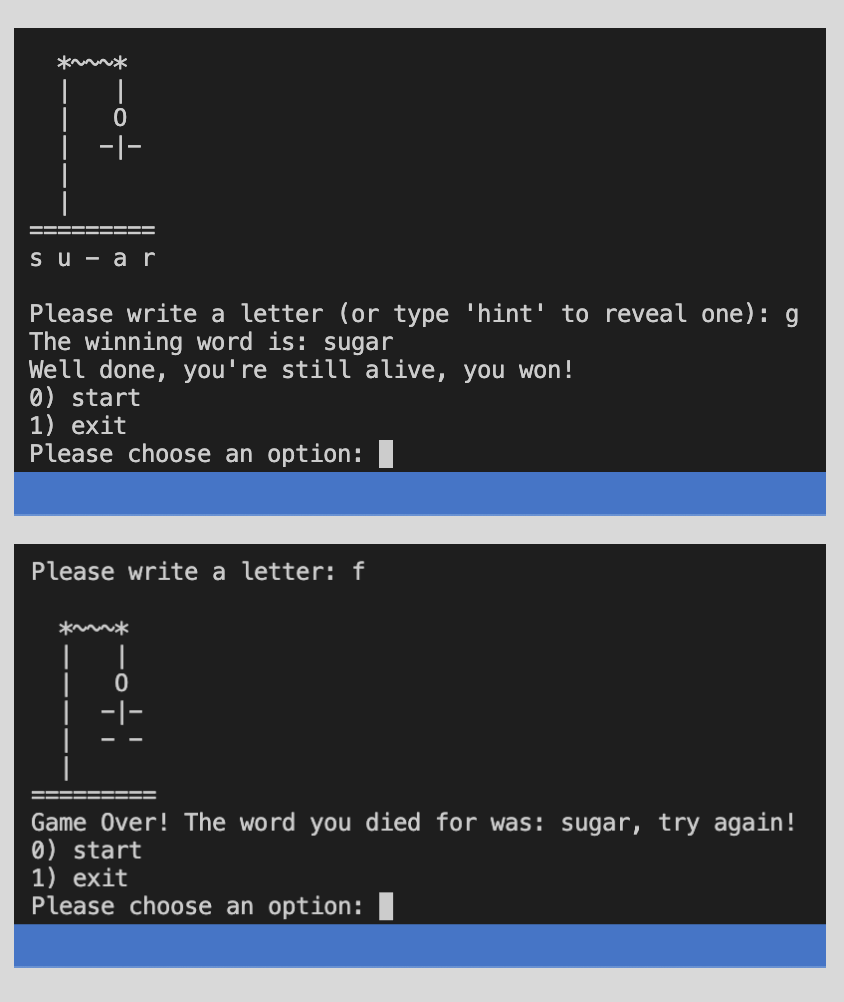 *~~~*
  |   |
  |   O
  |  -|-
  |
  |
=========
s u – a r
Please write a letter (or type 'hint' to reveal one): g
The winning word is: sugar
Well done, you're still alive, you won!
0) start
1) exit
Please choose an option:
Please write a letter: f
  *~~~*
  |   |
  |   O
  |  -|-
  |  - -
  |
=========
Game Over! The word you died for was: sugar, try again!
0) start
1) exit
Please choose an option: